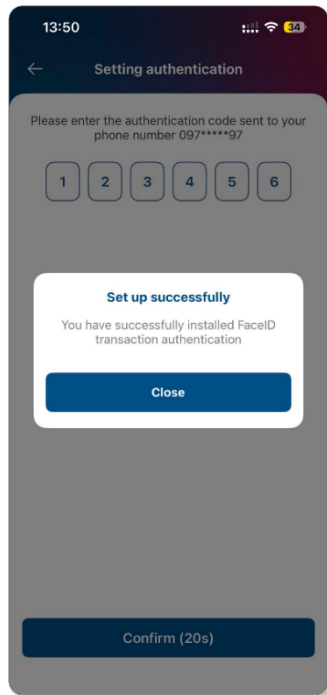 13:50
34
Setting authentication
Please enter the authentication code sent to your
phone number 097*****97
1 2 3 4 5 6
Set up successfully
You have successfully installed FaceID
transaction authentication
Close
Confirm (20s)